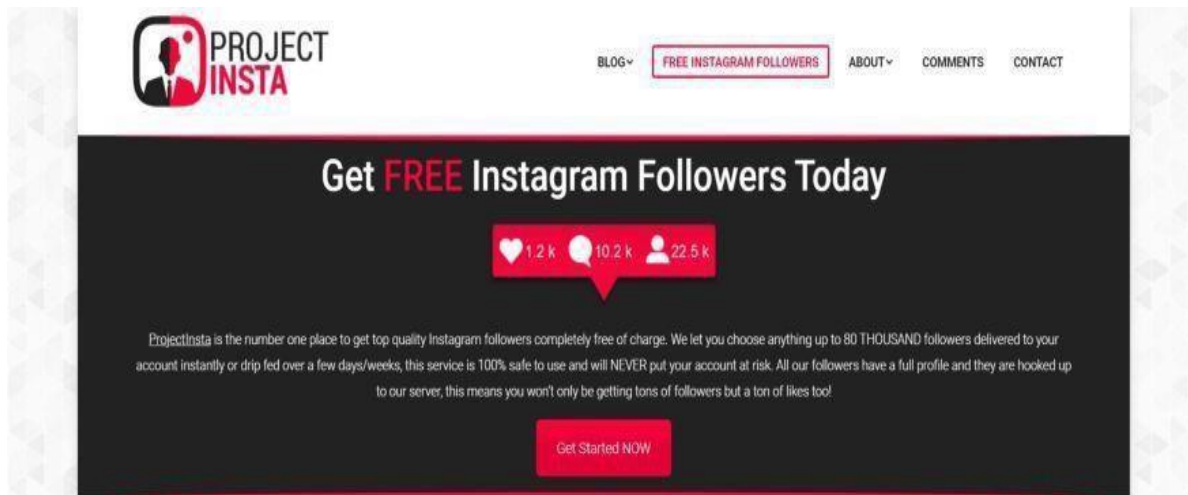 PROJECT
INSTA
BLOG
FREE INSTAGRAM FOLLOWERS
ABOUT
COMMENTS
CONTACT
Get FREE Instagram Followers Today
1.2 k 10.2 k 22.5 k
ProjectInsta is the number one place to get top quality Instagram followers completely free of charge. We let you choose anything up to 80 THOUSAND followers delivered to your
account instantly or drip fed over a few days/weeks, this service is 100% safe to use and will NEVER put your account at risk. All our followers have a full profile and they are hooked up
to our server, this means you won't only be getting tons of followers but a ton of likes too!
Get Started NOW